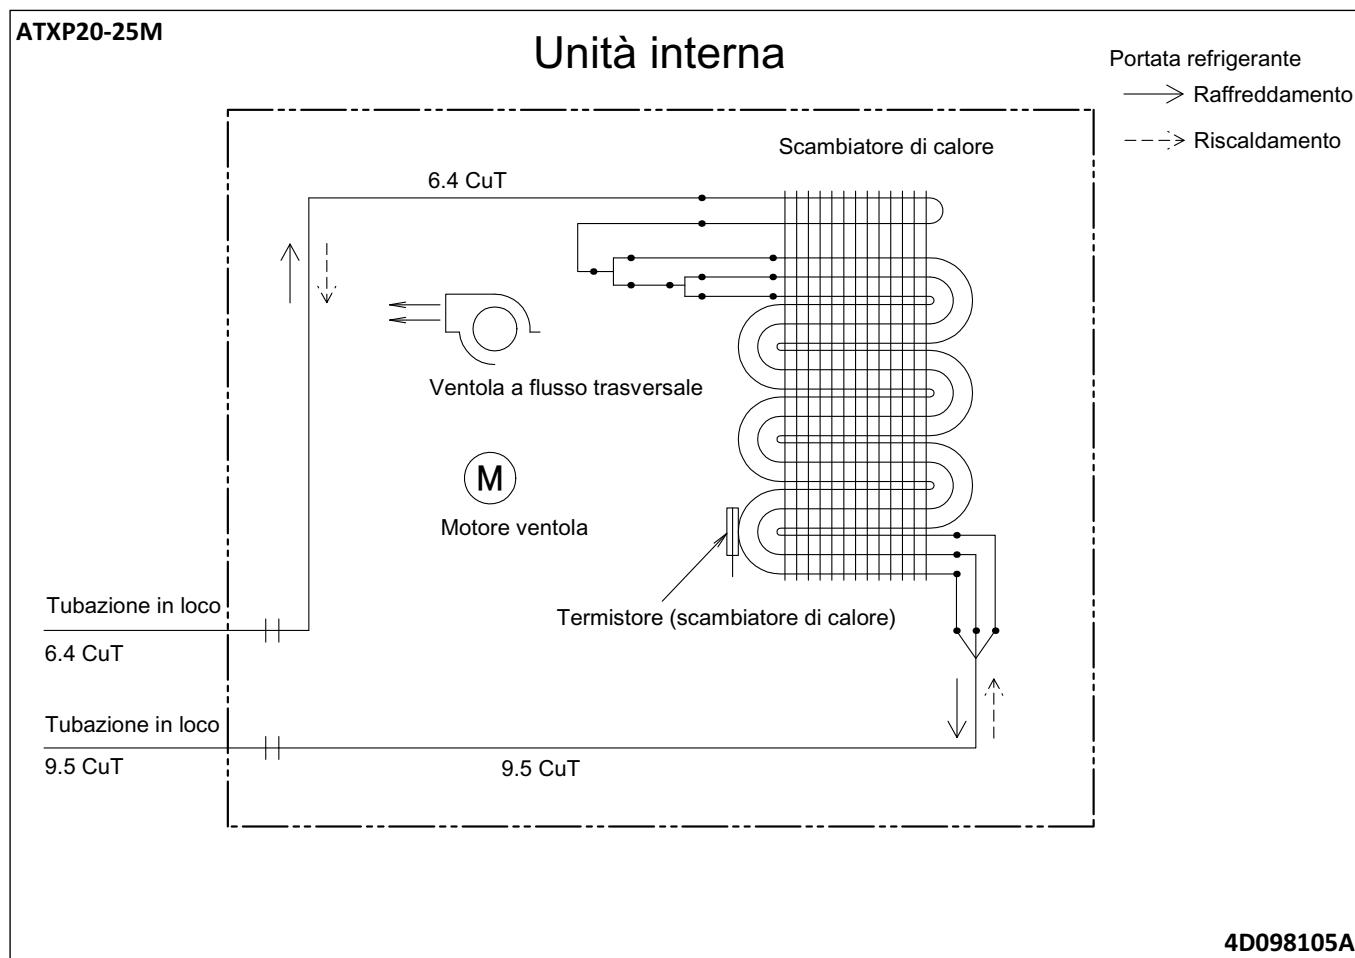 ATXP20-25M
Unità interna
Portata refrigerante
Raffreddamento
Riscaldamento
Scambiatore di calore
6.4 CuT
Ventola a flusso trasversale
M
Motore ventola
Termistore (scambiatore di calore)
Tubazione in loco
6.4 CuT
Tubazione in loco
9.5 CuT
9.5 CuT
4D098105A